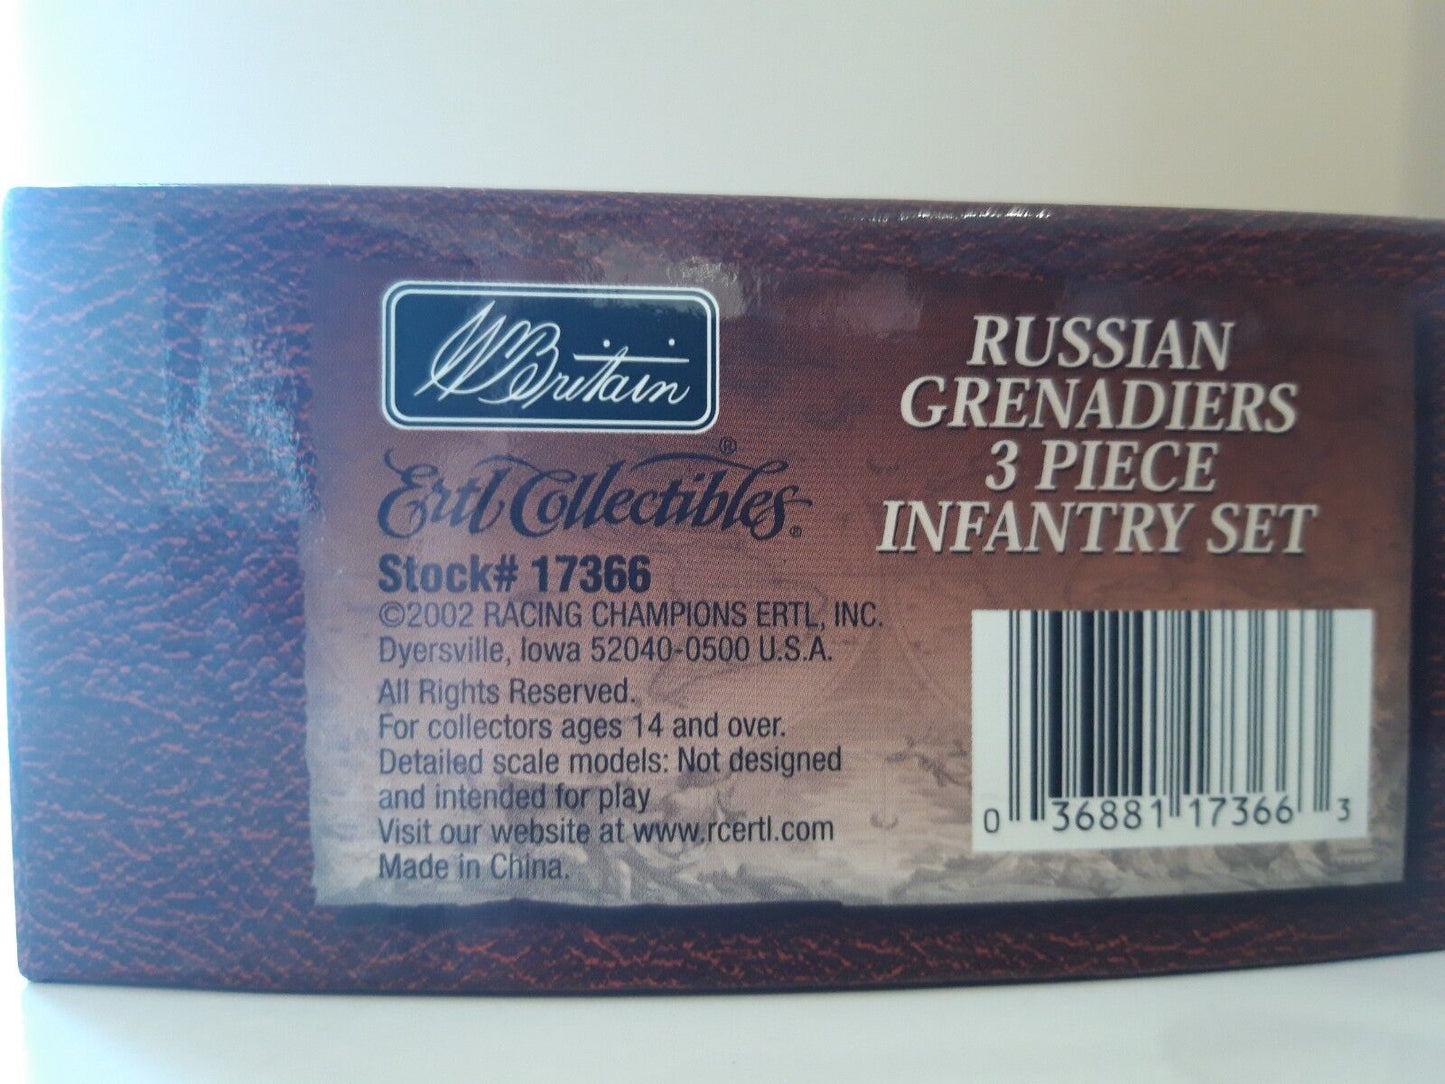 W Britain
Ertl Collectibles®
Stock# 17366
©2002 RACING CHAMPIONS ERTL, INC.
Dyersville, Iowa 52040-0500 U.S.A.
All Rights Reserved.
For collectors ages 14 and over.
Detailed scale models: Not designed
and intended for play
Visit our website at www.rcertl.com
Made in China.
RUSSIAN
GRENADIERS
3 PIECE
INFANTRY SET
0 36881 17366 3